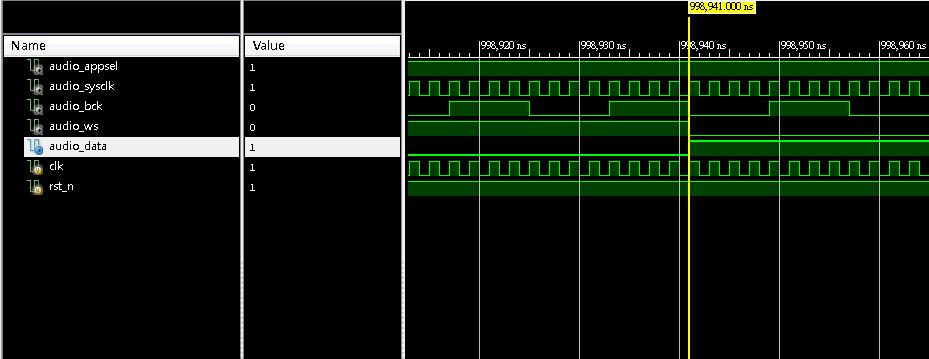 998,941.000 ns
Name Value 998,920 ns 998,930 ns 998,940 ns 998,950 ns 998,960 ns
audio_appsel 1
audio_sysclk 1
audio_bck 0
audio_ws 0
audio_data 1
clk 1
rst_n 1